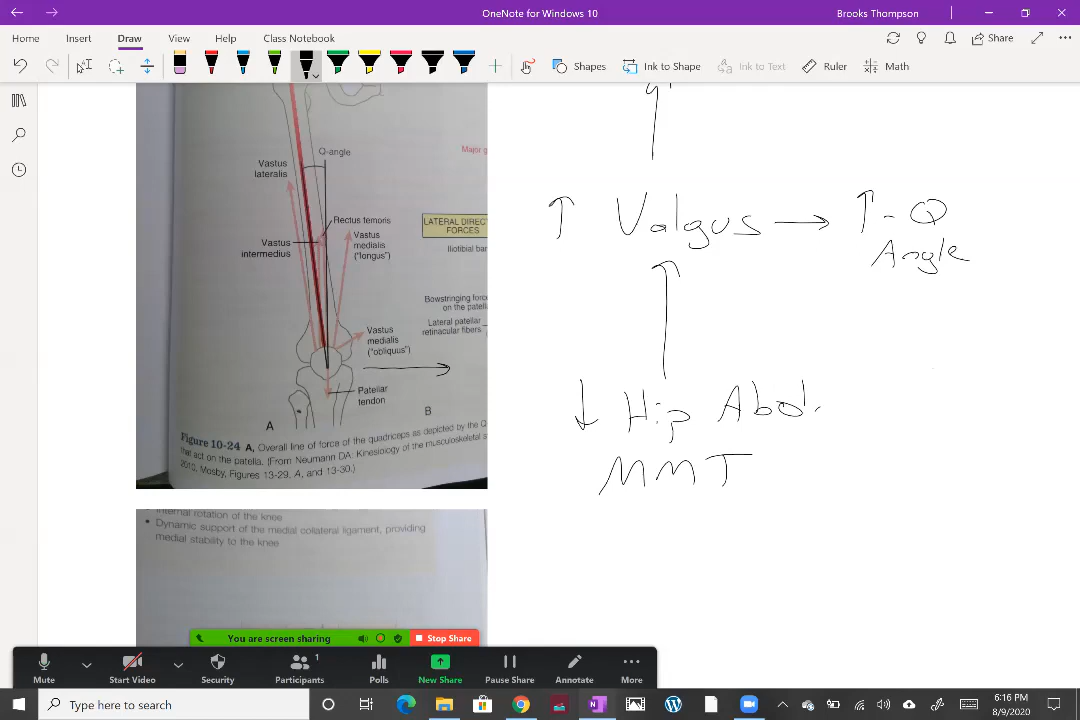 OneNote for Windows 10
Brooks Thompson
Home Insert Draw View Help Class Notebook
Share
Shapes
Ink to Shape
Ink to Text
Ruler
Math
Q-angle
Major g
Vastus
lateralis
Rectus femoris
Vastus
medialis
("longus")
Vastus
intermedius
LATERAL DIREC
FORCES
Iliotibial ban
Bowstringing force
on the patella
Lateral patellar
retinacular fibers
Vastus
medialis
("obliquus")
Patellar
tendon
A
B
Figure 10-24 A, Overall line of force of the quadriceps as depicted by the Q
that act on the patella. (From Neumann DA: Kinesiology of the musculoskeletal s
2010, Mosby, Figures 13-29, A, and 13-30.)
internal rotation of the knee
• Dynamic support of the medial collateral ligament, providing
medial stability to the knee
↑ Valgus → ↑ - Q
Angle
↑
↓ Hip Abd.
MMT
You are screen sharing
Stop Share
Mute
Start Video
Security
Participants
1
Polls
New Share
Pause Share
Annotate
More
Type here to search
6:16 PM
8/9/2020